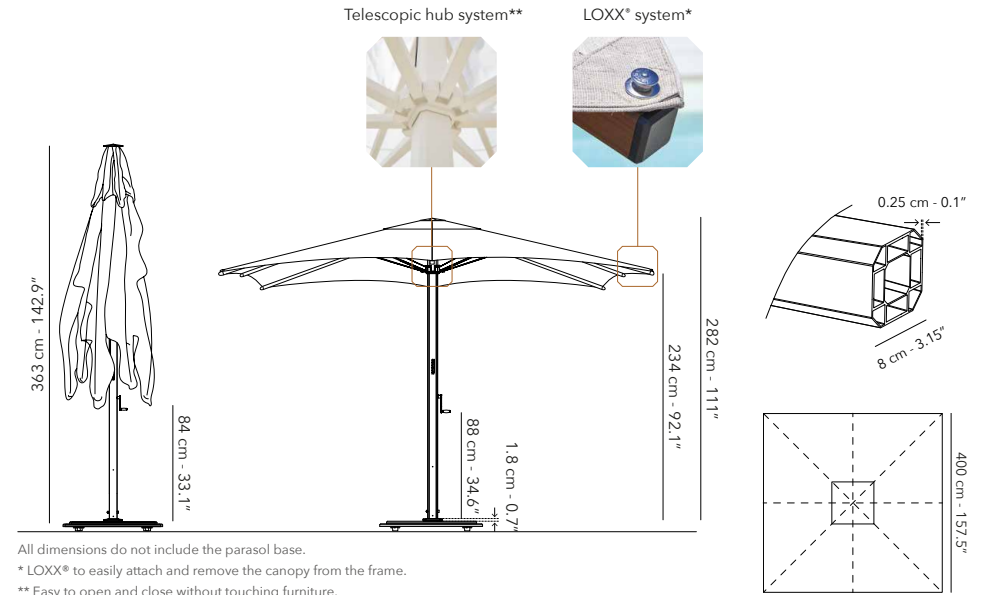 Telescopic hub system**
LOXX® system*
0.25 cm - 0.1"
363 cm - 142.9"
84 cm - 33.1"
88 cm - 34.6"
1.8 cm - 0.7"
234 cm - 92.1"
282 cm - 111"
8 cm - 3.15"
400 cm - 157.5"
All dimensions do not include the parasol base.
* LOXX® to easily attach and remove the canopy from the frame.
** Easy to open and close without touching furniture.